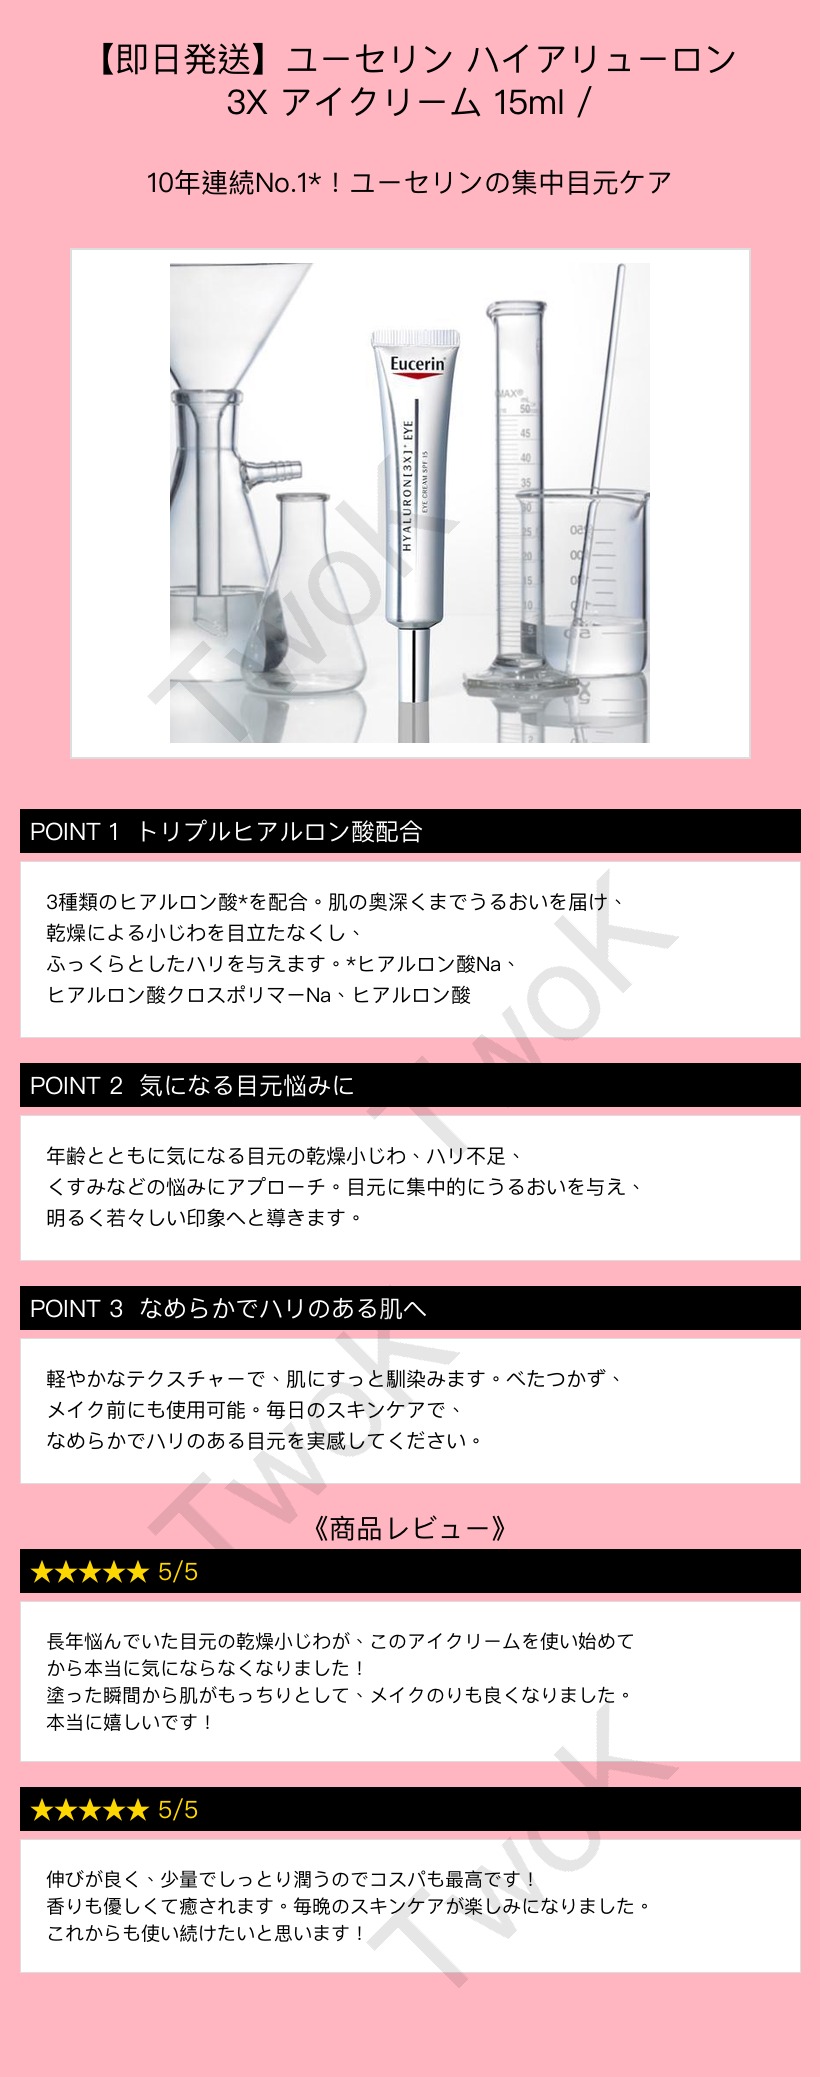 【即日発送】ユーセリン ハイアリューロン
3X アイクリーム 15ml /
10年連続No.1*！ユーセリンの集中目元ケア
Eucerin
HYALURON[3X]+ EYE
EYE CREAM SPF 15
MAX®
mL
50
45
40
35
30
25
20
15
10
5
TwoK
POINT 1 トリプルヒアルロン酸配合
3種類のヒアルロン酸*を配合。肌の奥深くまでうるおいを届け、
乾燥による小じわを目立たなくし、
ふっくらとしたハリを与えます。*ヒアルロン酸Na、
ヒアルロン酸クロスポリマーNa、ヒアルロン酸
TwoK
POINT 2 気になる目元悩みに
年齢とともに気になる目元の乾燥小じわ、ハリ不足、
くすみなどの悩みにアプローチ。目元に集中的にうるおいを与え、
明るく若々しい印象へと導きます。
POINT 3 なめらかでハリのある肌へ
軽やかなテクスチャーで、肌にすっと馴染みます。べたつかず、
メイク前にも使用可能。毎日のスキンケアで、
なめらかでハリのある目元を実感してください。
TwoK
《商品レビュー》
★★★★★ 5/5
長年悩んでいた目元の乾燥小じわが、このアイクリームを使い始めて
から本当に気にならなくなりました！
塗った瞬間から肌がもっちりとして、メイクのりも良くなりました。
本当に嬉しいです！
★★★★★ 5/5
伸びが良く、少量でしっとり潤うのでコスパも最高です！
香りも優しくて癒されます。毎晩のスキンケアが楽しみになりました。
これからも使い続けたいと思います！
TwoK